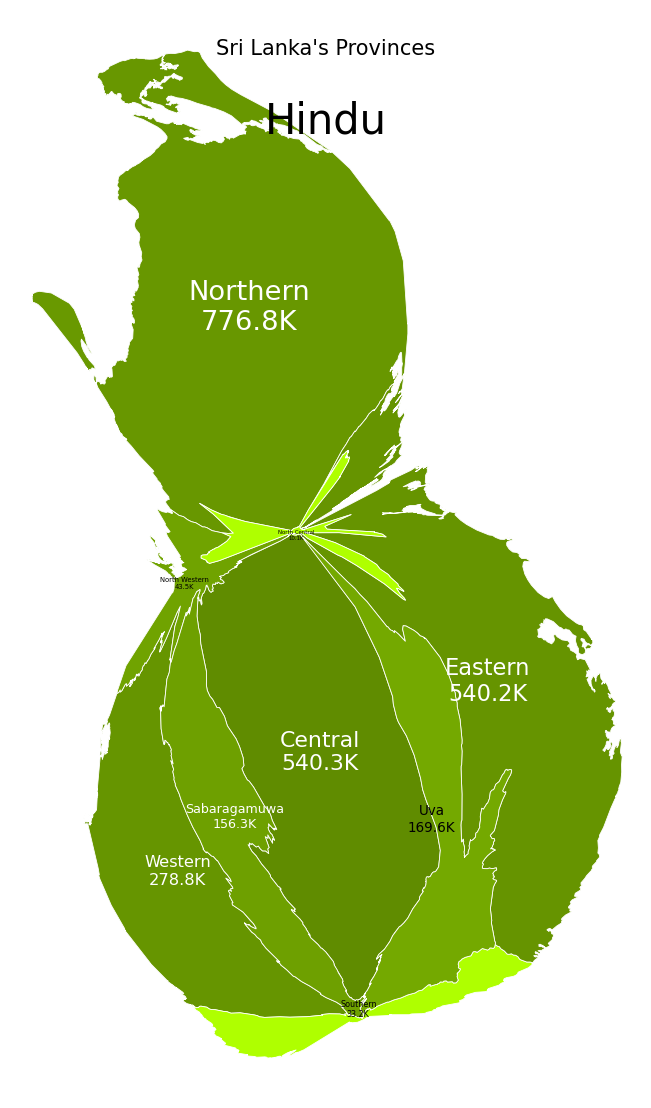 Sri Lanka's Provinces
Hindu
Northern
776.8K
North Central
North Western
43.5K
Eastern
540.2K
Central
540.3K
Sabaragamuwa
156.3K
Uva
169.6K
Western
278.8K
Southern
33.2K